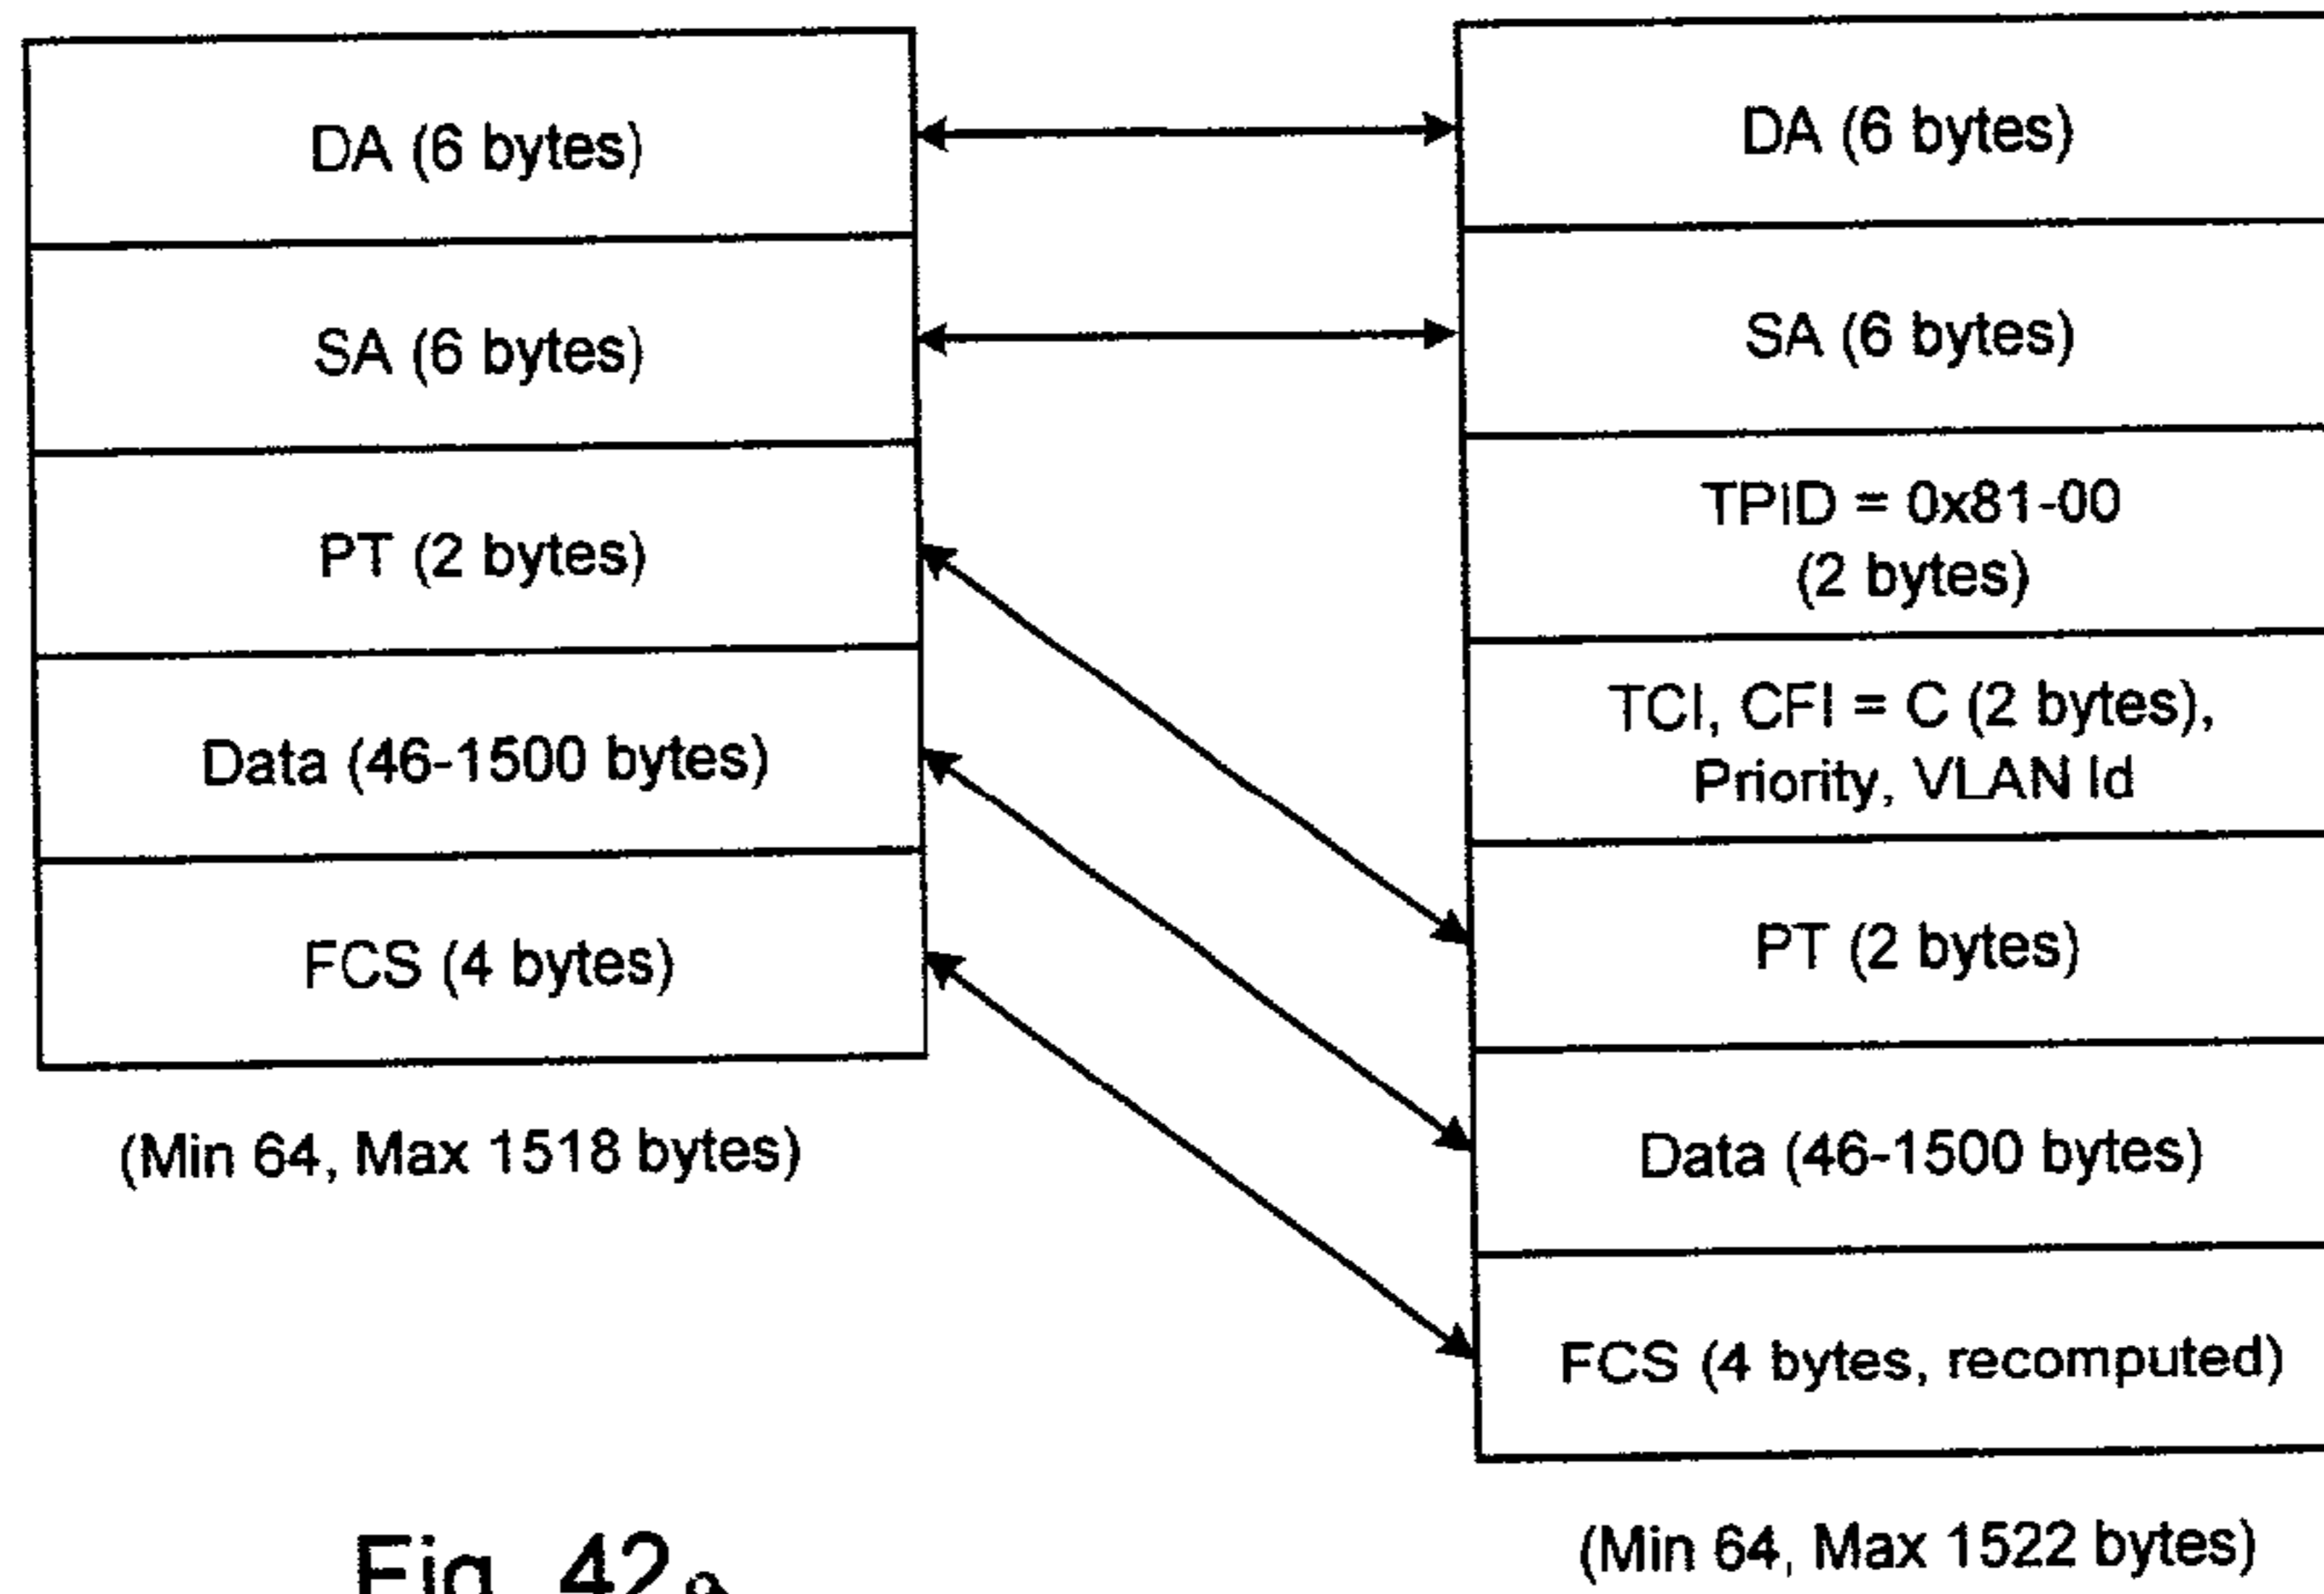 DA (6 bytes)
SA (6 bytes)
PT (2 bytes)
Data (46-1500 bytes)
FCS (4 bytes)
(Min 64, Max 1518 bytes)
DA (6 bytes)
SA (6 bytes)
TPID = 0x81-00
(2 bytes)
TCI, CFI = C (2 bytes),
Priority, VLAN Id
PT (2 bytes)
Data (46-1500 bytes)
FCS (4 bytes, recomputed)
(Min 64, Max 1522 bytes)
Fig. 42a